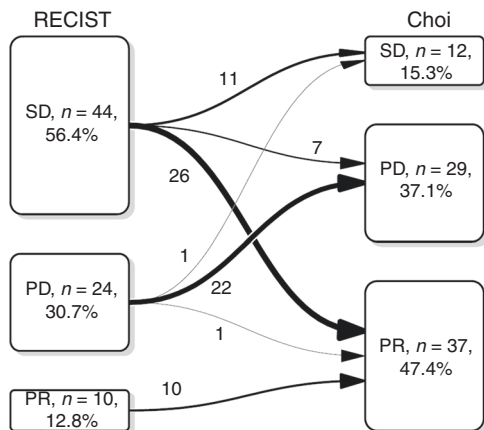 RECIST
Choi
SD, n = 44,
56.4%
PD, n = 24,
30.7%
PR, n = 10,
12.8%
11
7
26
1
22
1
10
SD, n = 12,
15.3%
PD, n = 29,
37.1%
PR, n = 37,
47.4%